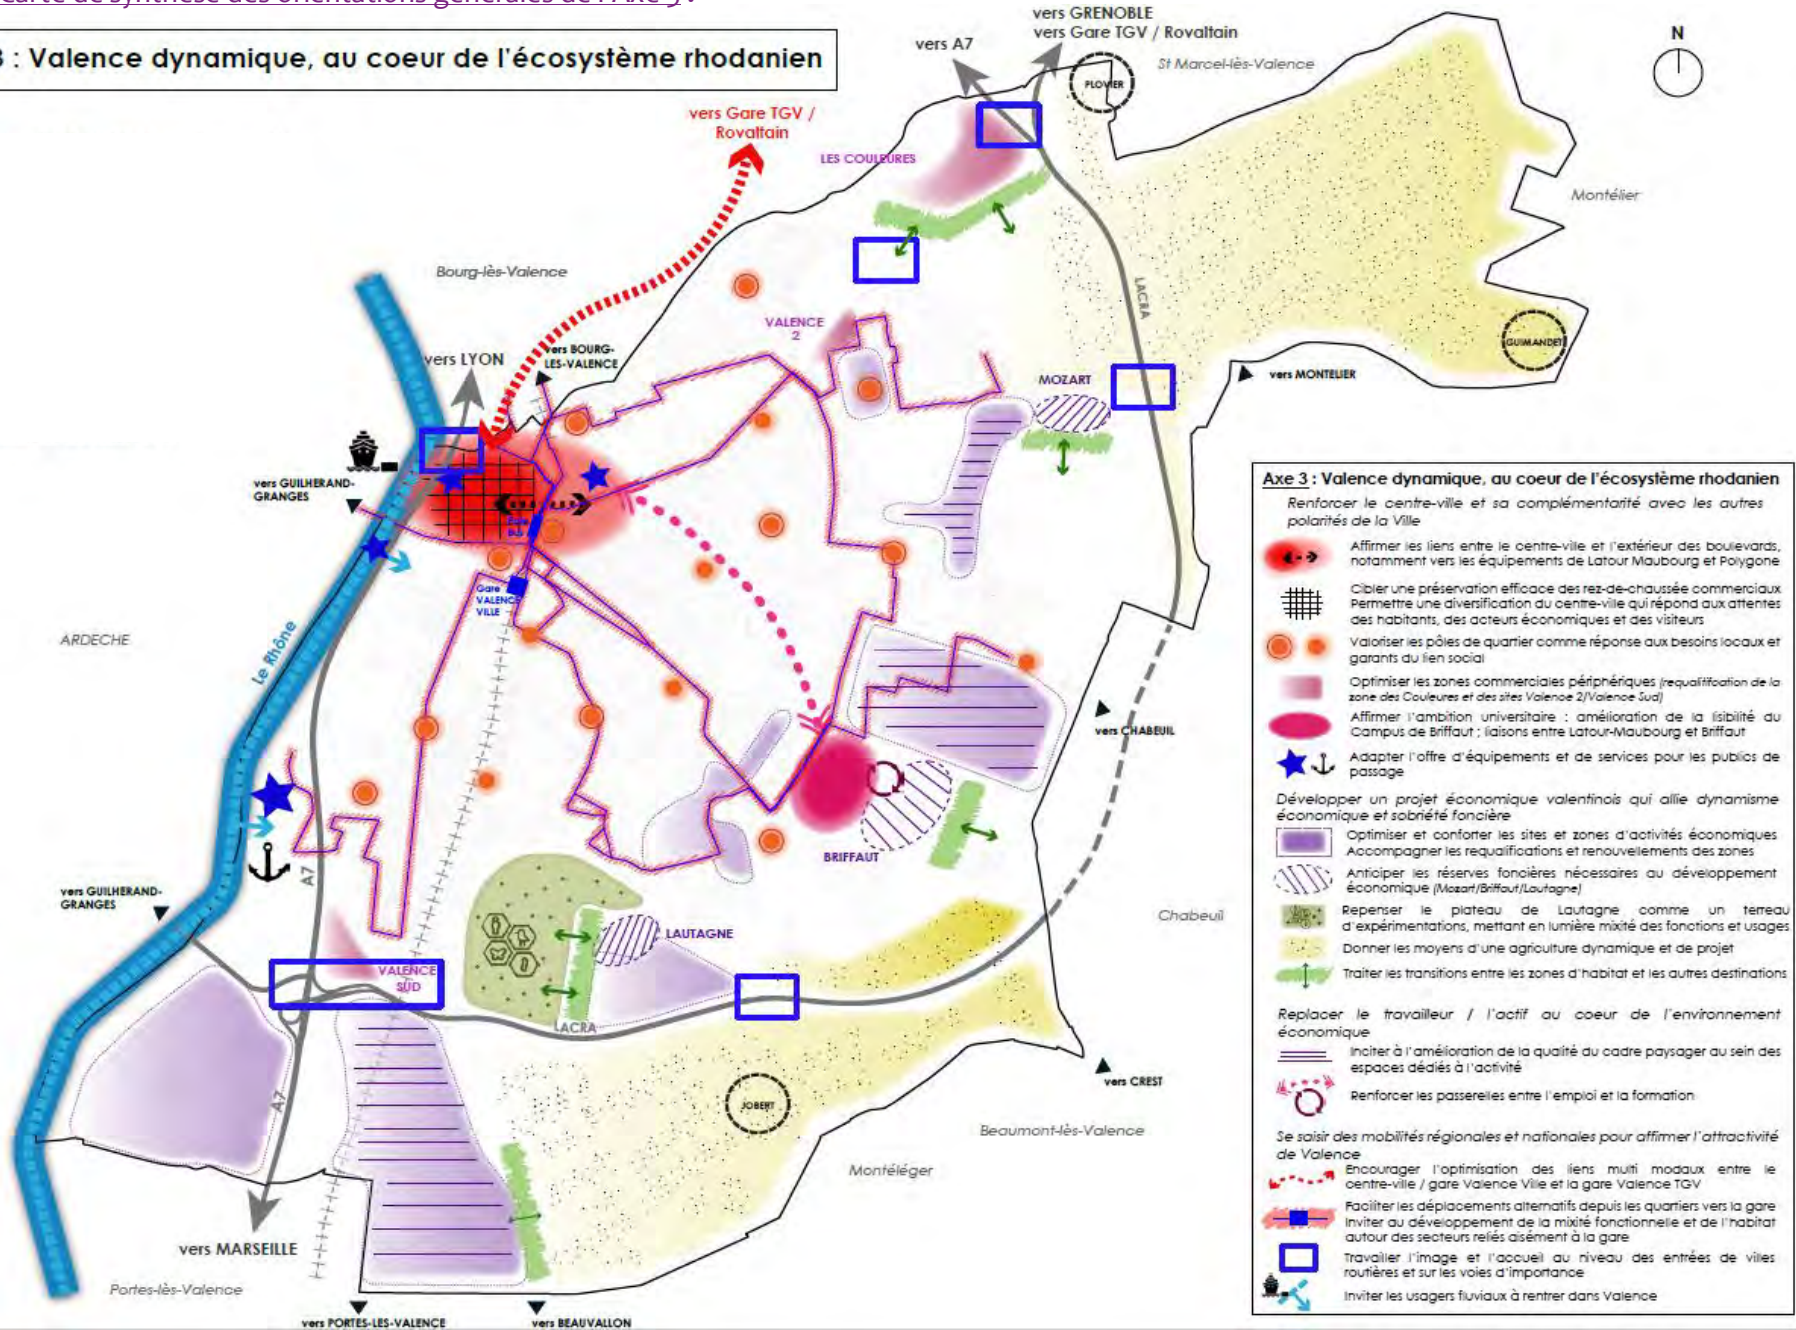 carte de synthèse des orientations générales de l'Axe 3 :
3 : Valence dynamique, au coeur de l'écosystème rhodanien
vers GRENOBLE
vers Gare TGV / Rovaltain
vers A7
St Marcel-lès-Valence
N
PLOVIER
vers Gare TGV /
Rovaltain
LES COULEURES
Montélier
Bourg-lès-Valence
LACRA
VALENCE
2
GUIMANDET
vers LYON
vers BOURG-
LES-VALENCE
MOZART
vers MONTELIER
vers GUILHERAND-
GRANGES
Gare
VALENCE
VILLE
ARDECHE
Le Rhône
vers CHABEUIL
BRIFFAUT
A7
vers GUILHERAND-
GRANGES
Chabeuil
LAUTAGNE
VALENCE
SUD
LACRA
A7
vers CREST
JOBERT
Beaumont-lès-Valence
Montéléger
vers MARSEILLE
Portes-lès-Valence
vers PORTES-LES-VALENCE
vers BEAUVALLON
Axe 3 : Valence dynamique, au coeur de l'écosystème rhodanien
Renforcer le centre-ville et sa complémentarité avec les autres
polarités de la Ville
Affirmer les liens entre le centre-ville et l'extérieur des boulevards,
notamment vers les équipements de Latour Maubourg et Polygone
Cibler une préservation efficace des rez-de-chaussée commerciaux
Permettre une diversification du centre-ville qui répond aux attentes
des habitants, des acteurs économiques et des visiteurs
Valoriser les pôles de quartier comme réponse aux besoins locaux et
garants du lien social
Optimiser les zones commerciales périphériques (requalification de la
zone des Couleures et des sites Valence 2/Valence Sud)
Affirmer l'ambition universitaire : amélioration de la lisibilité du
Campus de Briffaut ; liaisons entre Latour-Maubourg et Briffaut
Adapter l'offre d'équipements et de services pour les publics de
passage
Développer un projet économique valentinois qui allie dynamisme
économique et sobriété foncière
Optimiser et conforter les sites et zones d'activités économiques
Accompagner les requalifications et renouvellements des zones
Anticiper les réserves foncières nécessaires au développement
économique (Mozart/Briffaut/Lautagne)
Repenser le plateau de Lautagne comme un terreau
d'expérimentations, mettant en lumière mixité des fonctions et usages
Donner les moyens d'une agriculture dynamique et de projet
Traiter les transitions entre les zones d'habitat et les autres destinations
Replacer le travailleur / l'actif au coeur de l'environnement
économique
Inciter à l'amélioration de la qualité du cadre paysager au sein des
espaces dédiés à l'activité
Renforcer les passerelles entre l'emploi et la formation
Se saisir des mobilités régionales et nationales pour affirmer l'attractivité
de Valence
Encourager l'optimisation des liens multi modaux entre le
centre-ville / gare Valence Ville et la gare Valence TGV
Faciliter les déplacements alternatifs depuis les quartiers vers la gare
Inviter au développement de la mixité fonctionnelle et de l'habitat
autour des secteurs reliés aisément à la gare
Travailler l'image et l'accueil au niveau des entrées de villes
routières et sur les voies d'importance
Inviter les usagers fluviaux à rentrer dans Valence